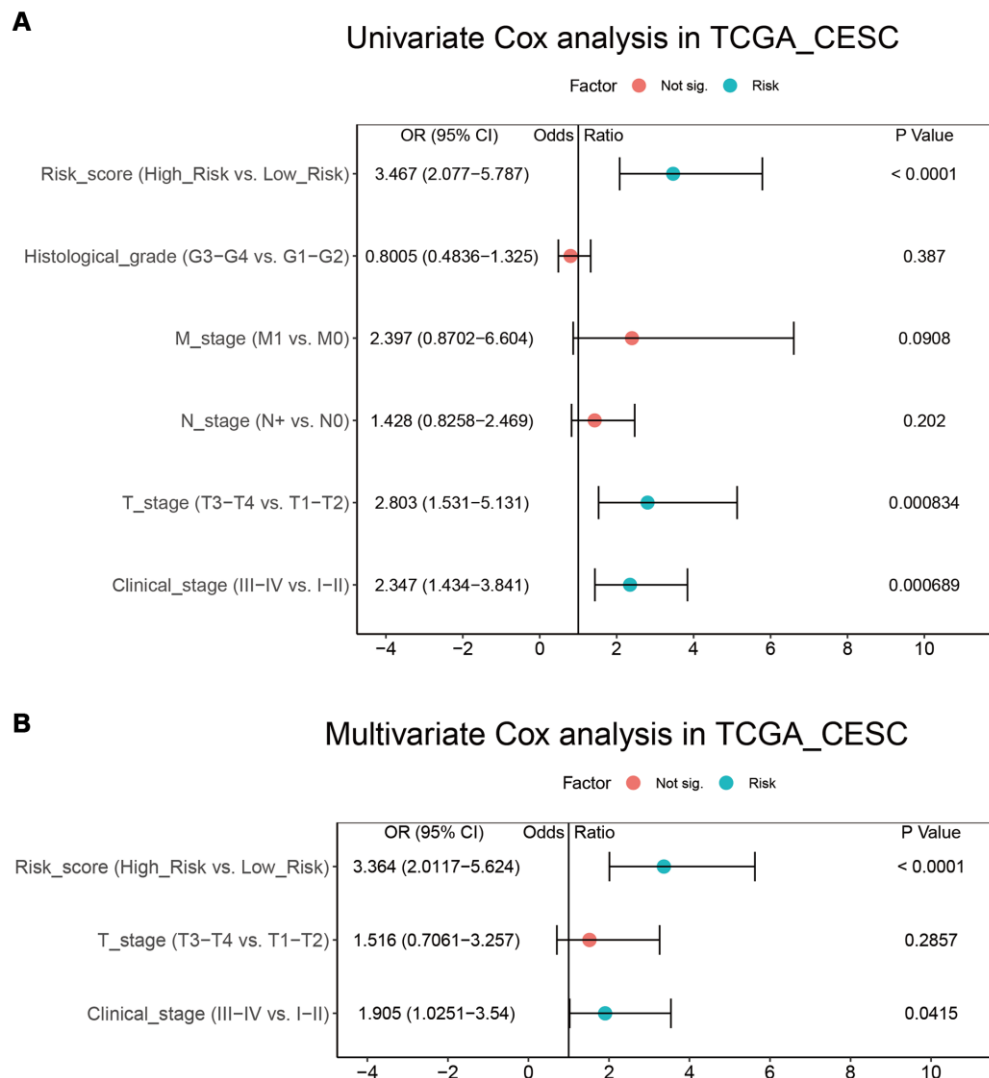 A
Univariate Cox analysis in TCGA_CESC
Factor Not sig. Risk
OR (95% CI) Odds Ratio P Value
Risk_score (High_Risk vs. Low_Risk) 3.467 (2.077−5.787) < 0.0001
Histological_grade (G3−G4 vs. G1−G2) 0.8005 (0.4836−1.325) 0.387
M_stage (M1 vs. M0) 2.397 (0.8702−6.604) 0.0908
N_stage (N+ vs. N0) 1.428 (0.8258−2.469) 0.202
T_stage (T3−T4 vs. T1−T2) 2.803 (1.531−5.131) 0.000834
Clinical_stage (III−IV vs. I−II) 2.347 (1.434−3.841) 0.000689
−4 −2 0 2 4 6 8 10
B
Multivariate Cox analysis in TCGA_CESC
Factor Not sig. Risk
OR (95% CI) Odds Ratio P Value
Risk_score (High_Risk vs. Low_Risk) 3.364 (2.0117−5.624) < 0.0001
T_stage (T3−T4 vs. T1−T2) 1.516 (0.7061−3.257) 0.2857
Clinical_stage (III−IV vs. I−II) 1.905 (1.0251−3.54) 0.0415
−4 −2 0 2 4 6 8 10